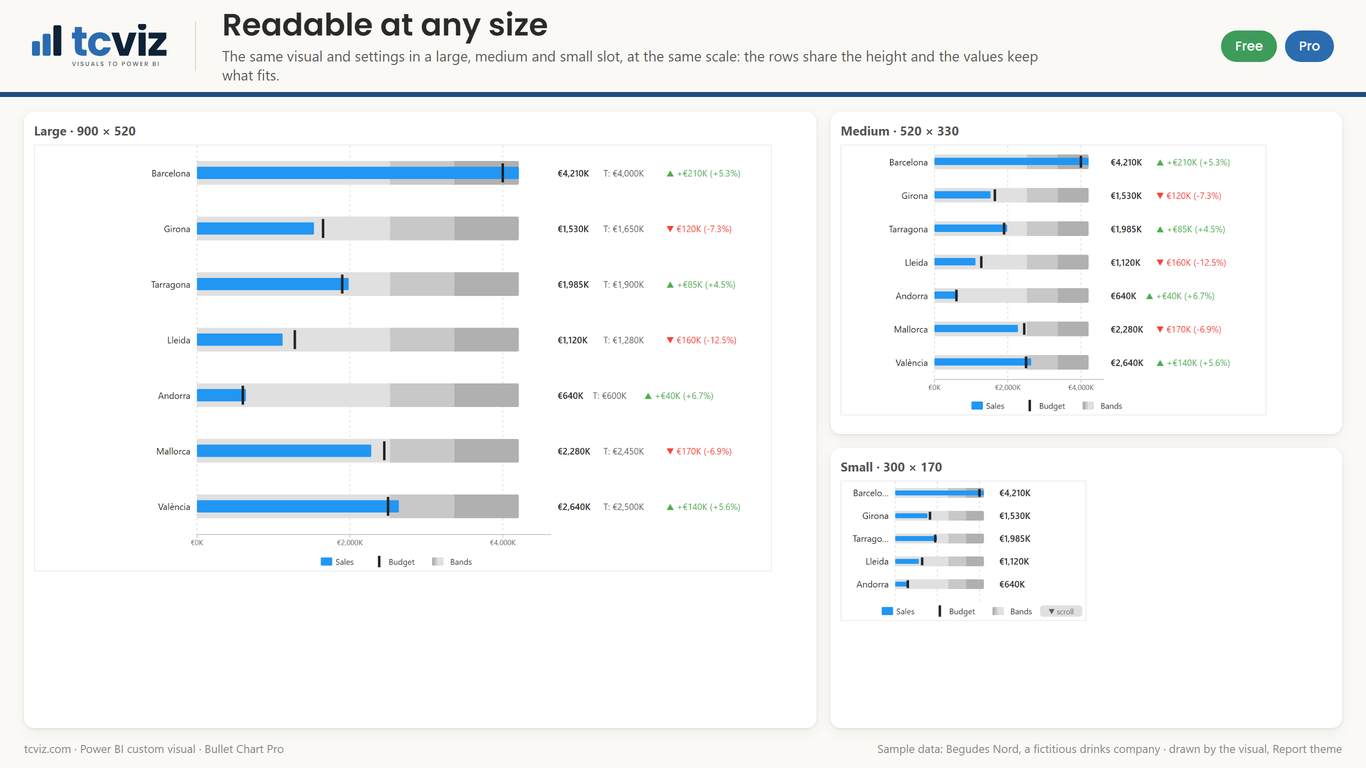 tcviz
VISUALS TO POWER BI
Readable at any size
The same visual and settings in a large, medium and small slot, at the same scale: the rows share the height and the values keep
what fits.
Free
Pro
Large · 900 × 520
Barcelona €4,210K T: €4,000K ▲ +€210K (+5.3%)
Girona €1,530K T: €1,650K ▼ €120K (-7.3%)
Tarragona €1,985K T: €1,900K ▲ +€85K (+4.5%)
Lleida €1,120K T: €1,280K ▼ €160K (-12.5%)
Andorra €640K T: €600K ▲ +€40K (+6.7%)
Mallorca €2,280K T: €2,450K ▼ €170K (-6.9%)
València €2,640K T: €2,500K ▲ +€140K (+5.6%)
€0K €2,000K €4,000K
Sales Budget Bands
Medium · 520 × 330
Barcelona €4,210K ▲ +€210K (+5.3%)
Girona €1,530K ▼ €120K (-7.3%)
Tarragona €1,985K ▲ +€85K (+4.5%)
Lleida €1,120K ▼ €160K (-12.5%)
Andorra €640K ▲ +€40K (+6.7%)
Mallorca €2,280K ▼ €170K (-6.9%)
València €2,640K ▲ +€140K (+5.6%)
€0K €2,000K €4,000K
Sales Budget Bands
Small · 300 × 170
Barcelo... €4,210K
Girona €1,530K
Tarrago... €1,985K
Lleida €1,120K
Andorra €640K
Sales Budget Bands ▼ scroll
tcviz.com · Power BI custom visual · Bullet Chart Pro
Sample data: Begudes Nord, a fictitious drinks company · drawn by the visual, Report theme